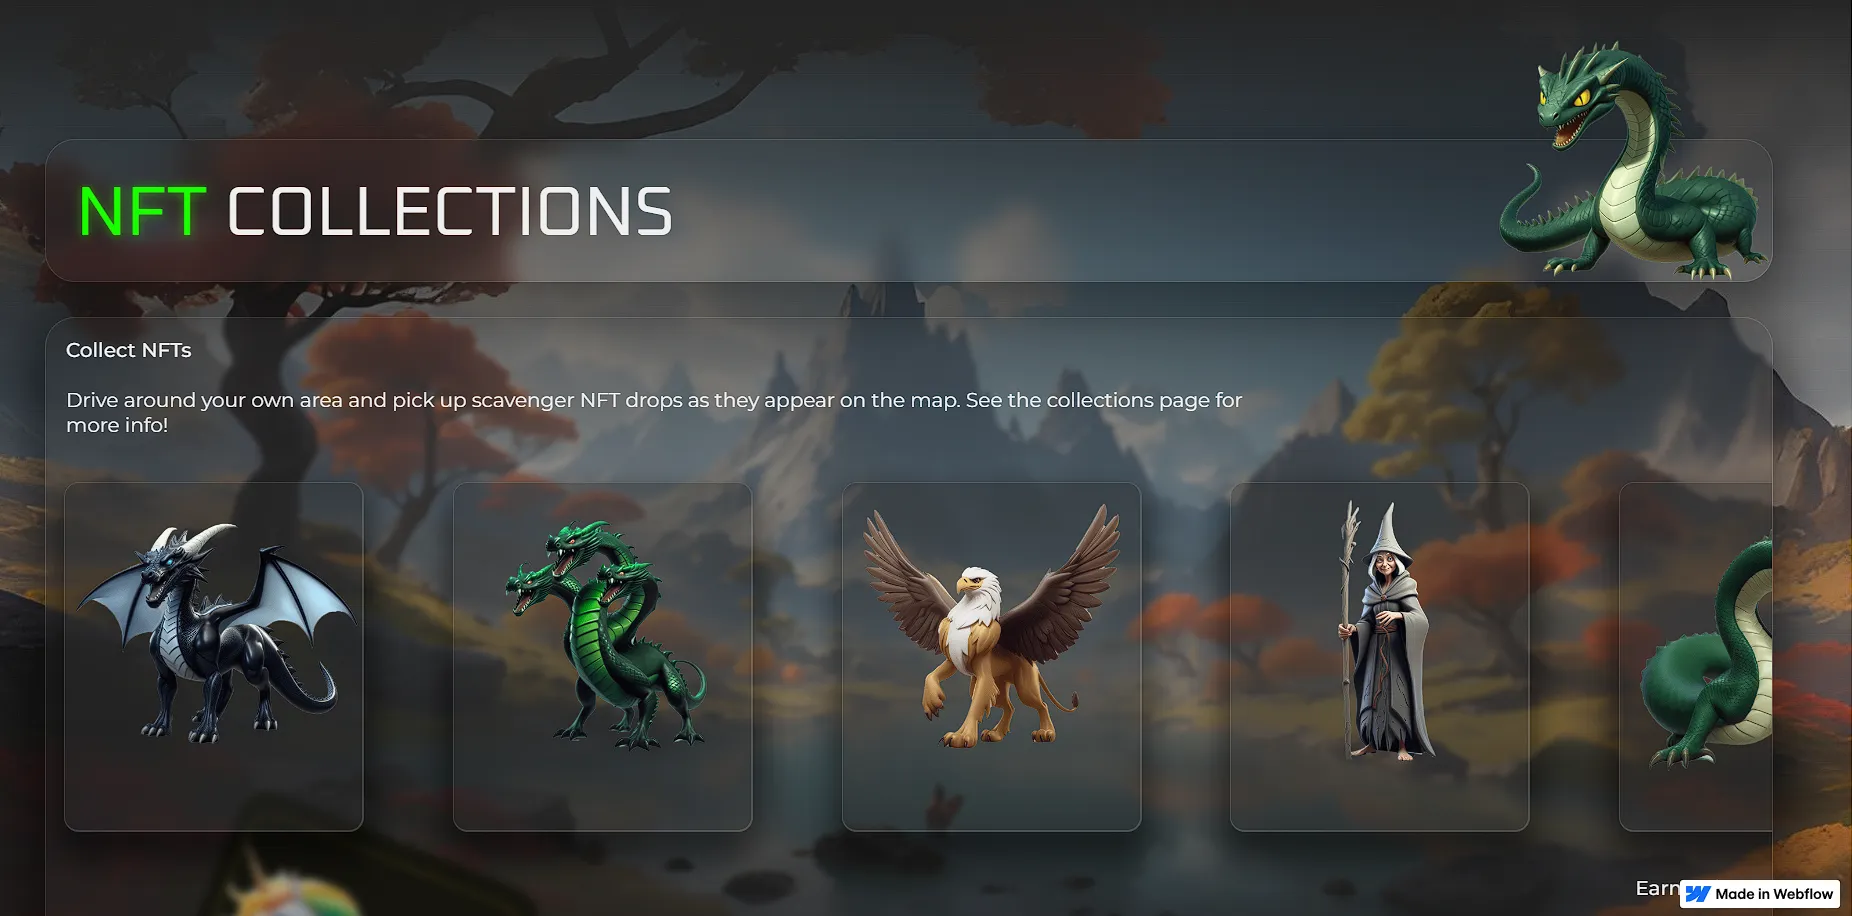 NFT COLLECTIONS
Collect NFTs
Drive around your own area and pick up scavenger NFT drops as they appear on the map. See the collections page for
more info!
Earn
Made in Webflow